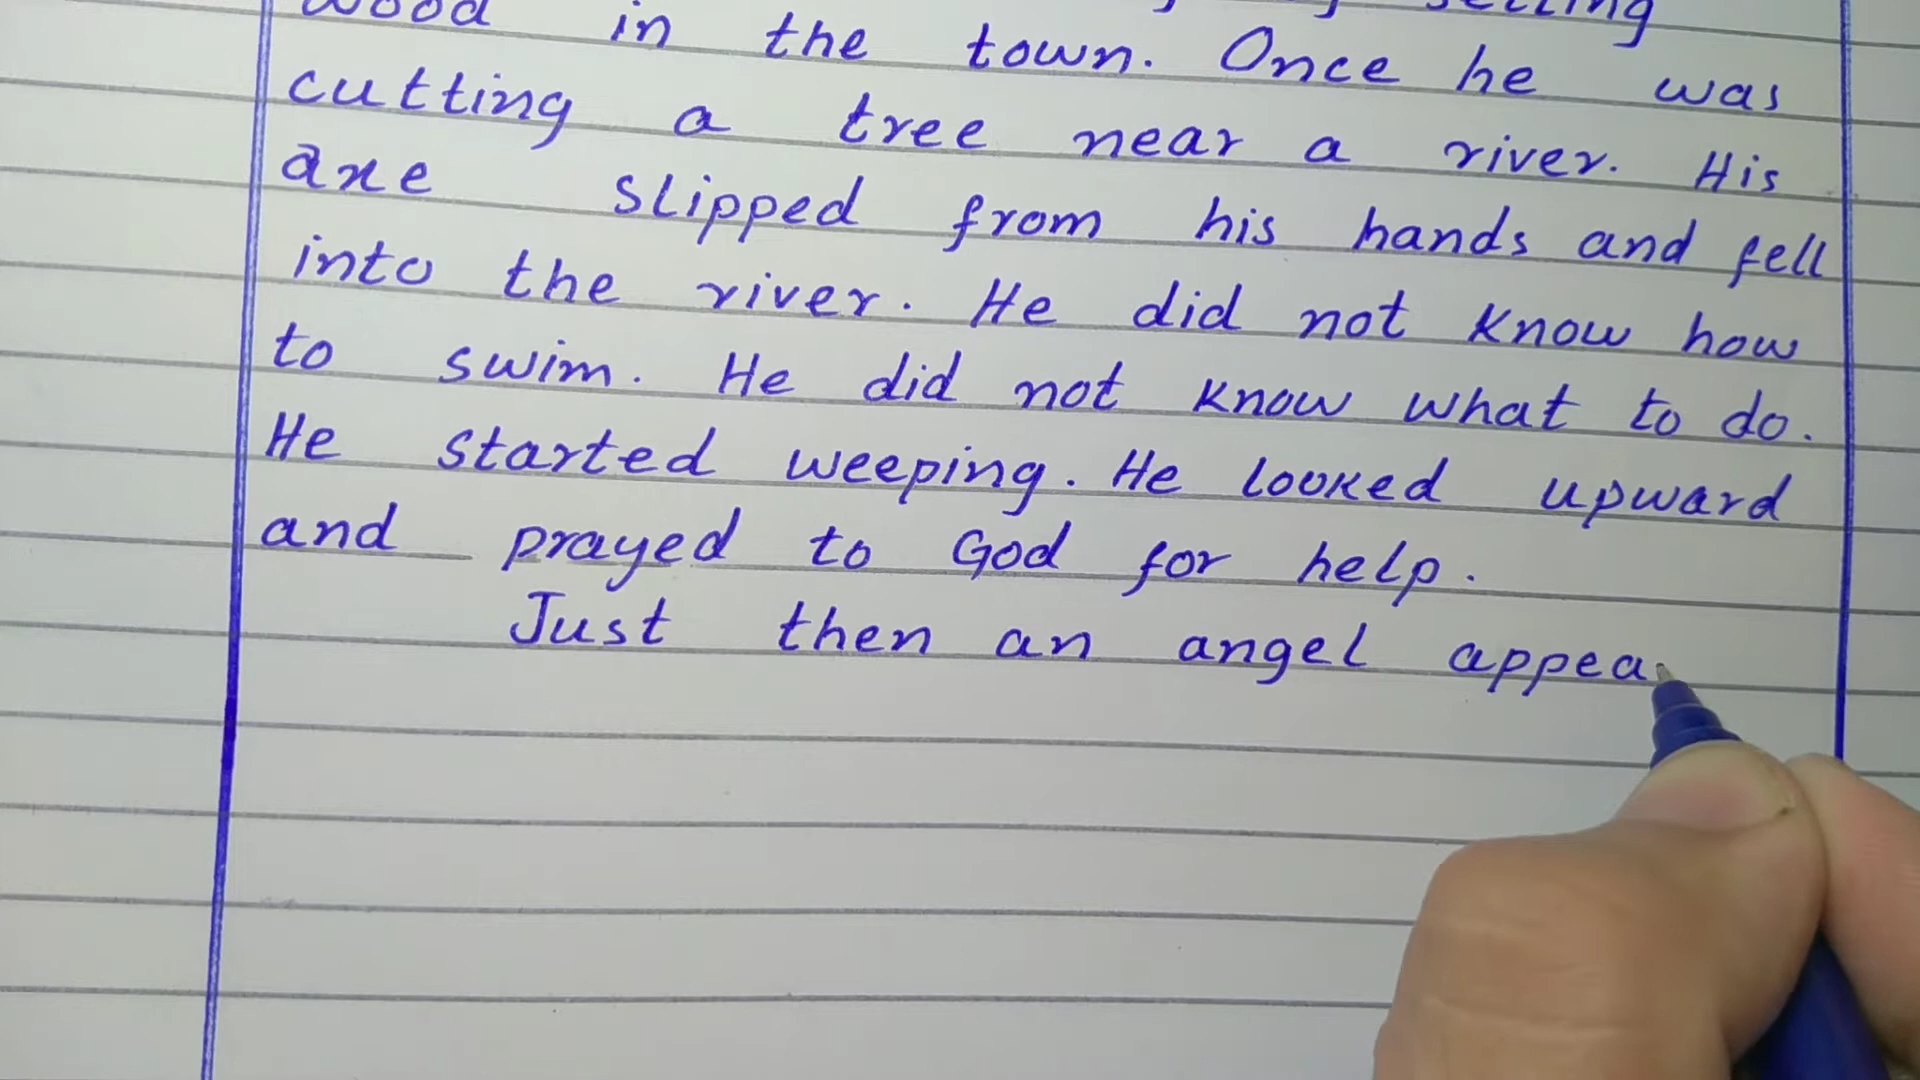 wood in the town. Once he was
cutting a tree near a river. His
axe slipped from his hands and fell
into the river. He did not know how
to swim. He did not know what to do.
He started weeping. He looked upward
and prayed to God for help.
Just then an angel appea